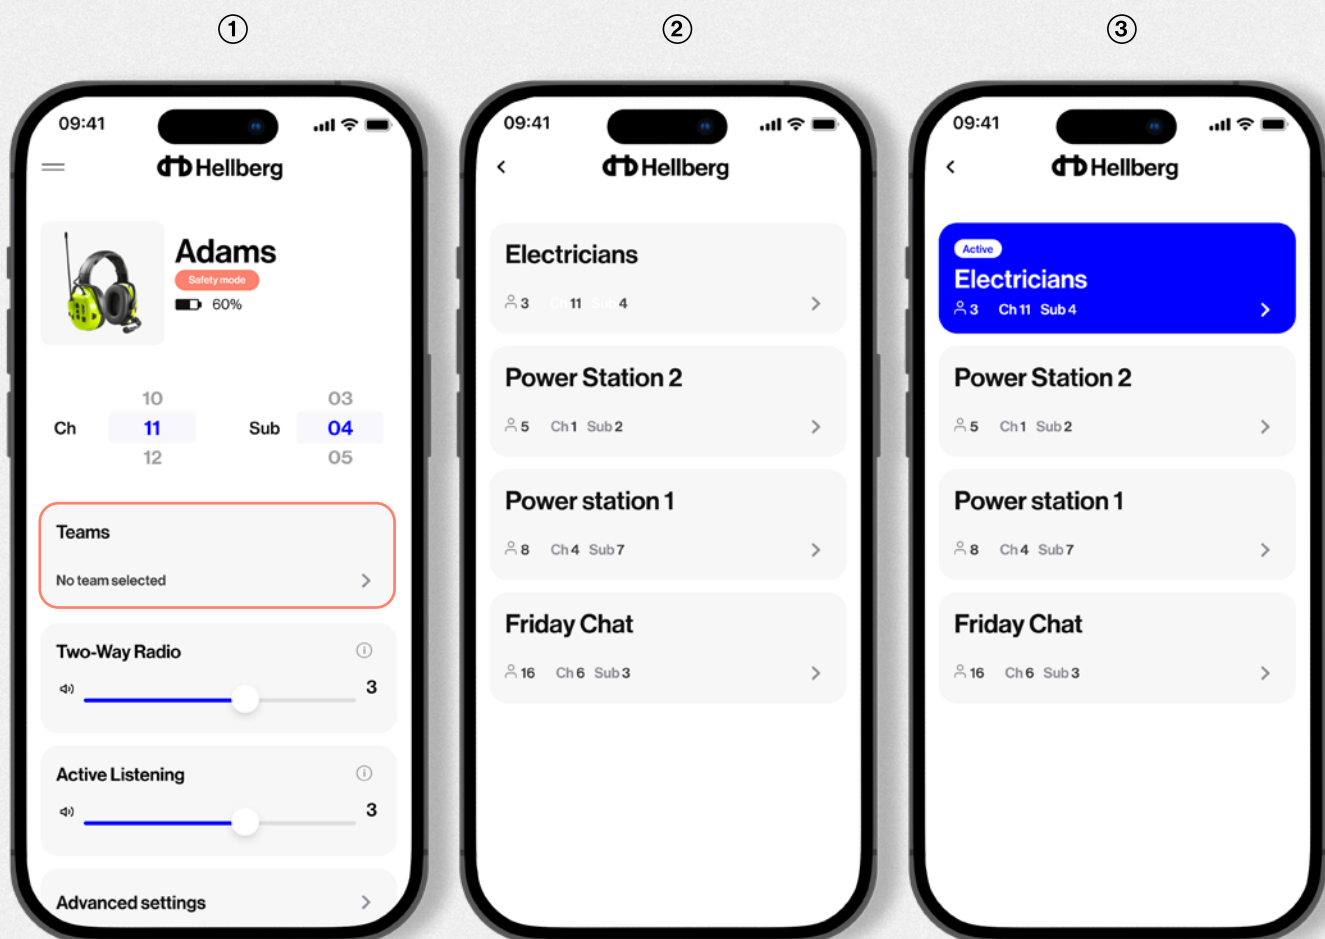 1
2
3
09:41
Hellberg
Adams
Safety mode
60%
10
03
Ch
11
Sub
04
12
05
Teams
No team selected
Two-Way Radio
3
Active Listening
3
Advanced settings
09:41
Hellberg
Electricians
3 Ch 11 Sub 4
Power Station 2
5 Ch 1 Sub 2
Power station 1
8 Ch 4 Sub 7
Friday Chat
16 Ch 6 Sub 3
09:41
Hellberg
Active
Electricians
3 Ch 11 Sub 4
Power Station 2
5 Ch 1 Sub 2
Power station 1
8 Ch 4 Sub 7
Friday Chat
16 Ch 6 Sub 3